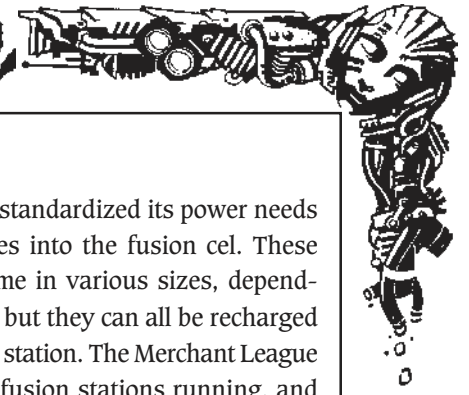 standardized its power needs
es into the fusion cel. These
me in various sizes, depend-
but they can all be recharged
station. The Merchant League
fusion stations running, and